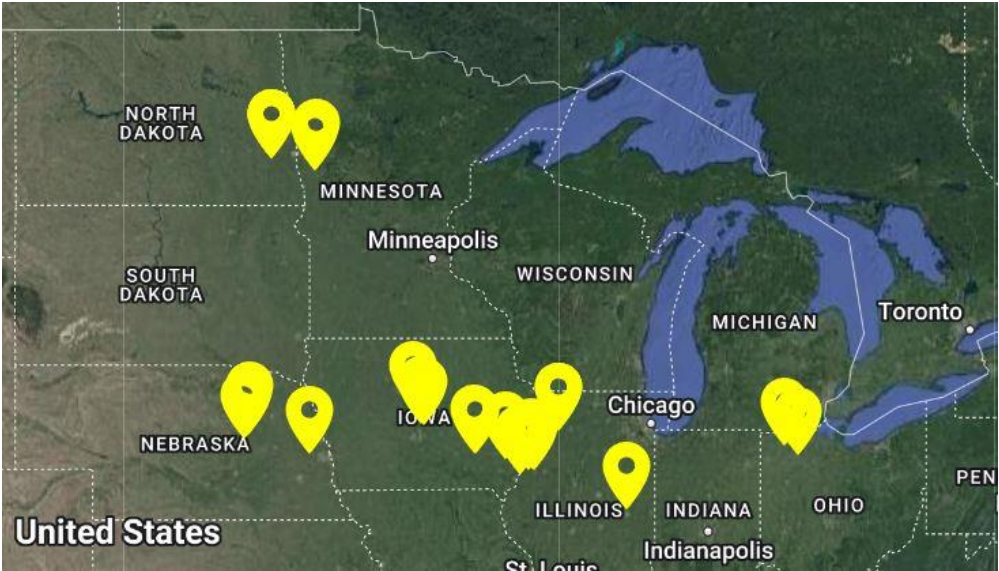 NORTH
DAKOTA
MINNESOTA
Minneapolis
SOUTH
DAKOTA
WISCONSIN
MICHIGAN
Toronto
Chicago
NEBRASKA
ILLINOIS
INDIANA
OHIO
PEN
United States
Indianapolis
St. Louis